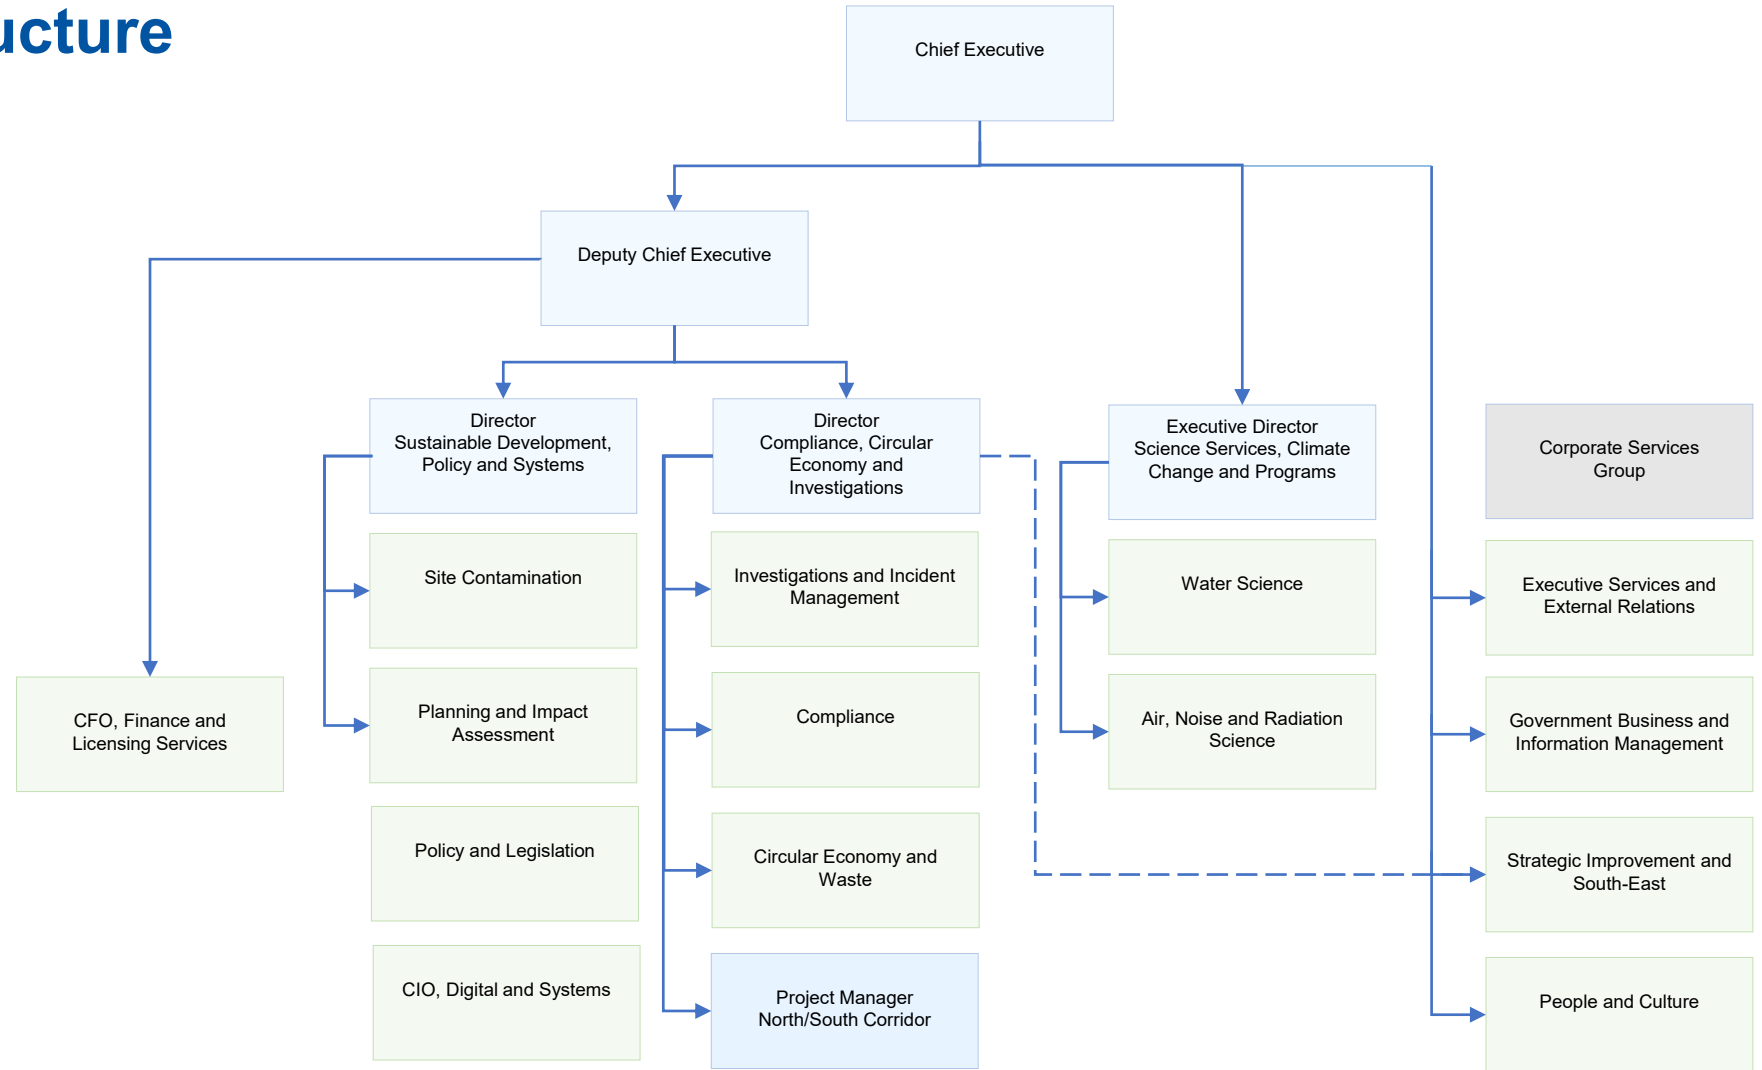 ucture
Chief Executive
Deputy Chief Executive
Director
Sustainable Development,
Policy and Systems
Director
Compliance, Circular
Economy and
Investigations
Executive Director
Science Services, Climate
Change and Programs
Corporate Services
Group
Site Contamination
Investigations and Incident
Management
Water Science
Executive Services and
External Relations
CFO, Finance and
Licensing Services
Planning and Impact
Assessment
Compliance
Air, Noise and Radiation
Science
Government Business and
Information Management
Policy and Legislation
Circular Economy and
Waste
Strategic Improvement and
South-East
CIO, Digital and Systems
Project Manager
North/South Corridor
People and Culture